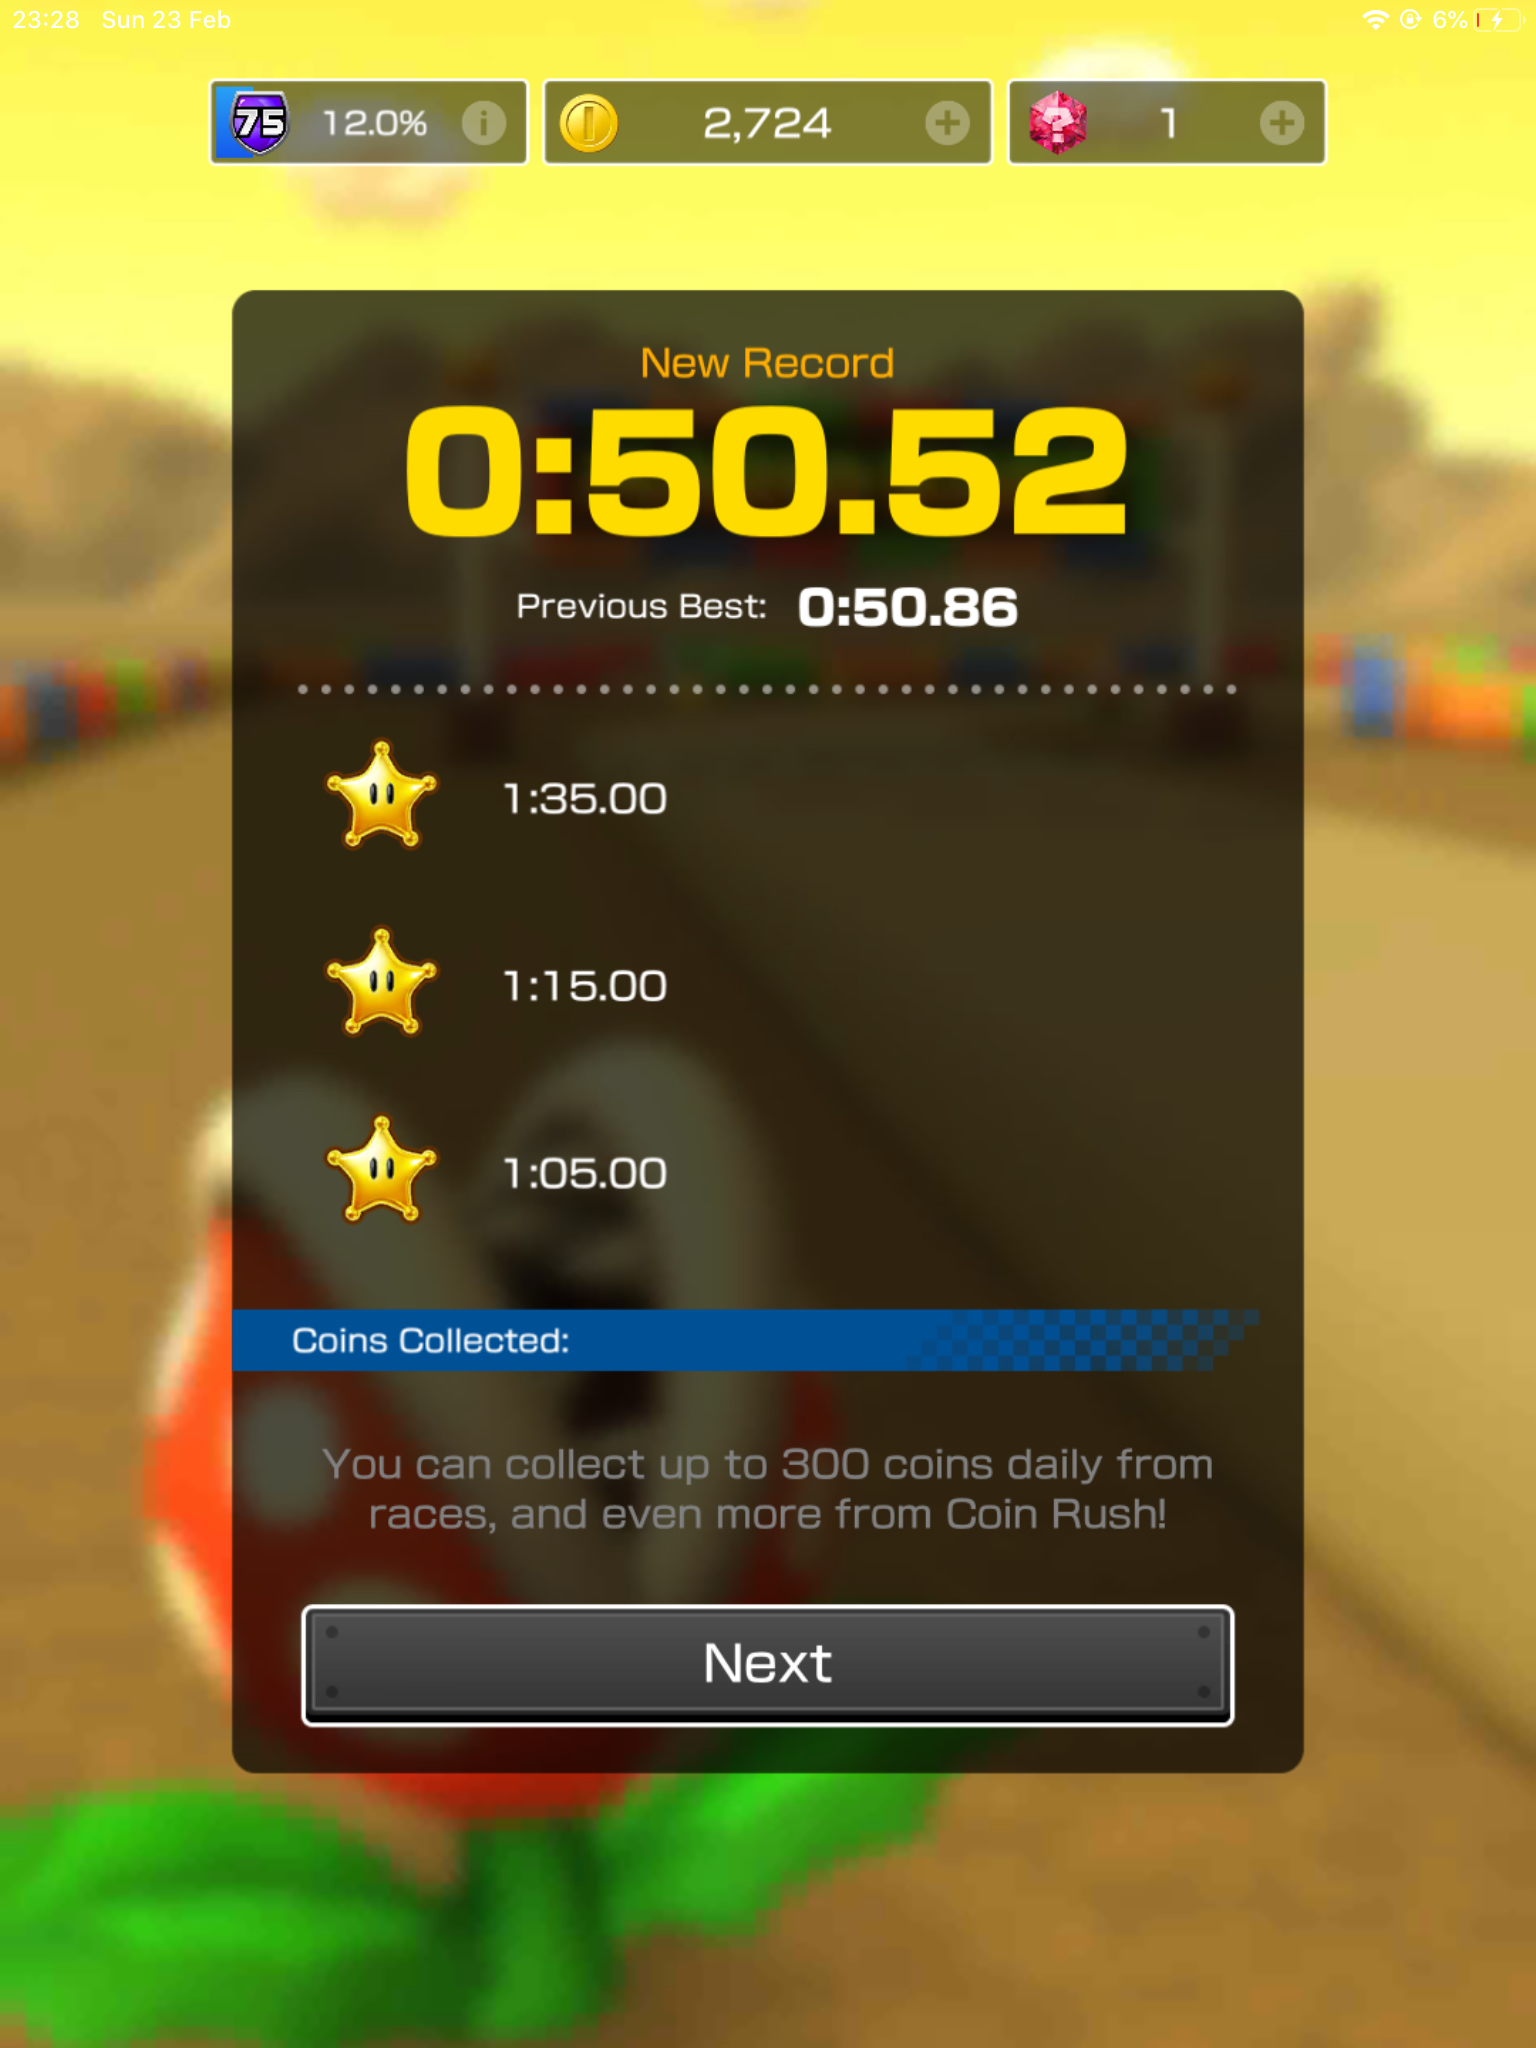 23:28 Sun 23 Feb 6%
75 12.0% i 2,724 + ? 1 +
New Record
0:50.52
Previous Best: 0:50.86
1:35.00
1:15.00
1:05.00
Coins Collected:
You can collect up to 300 coins daily from
races, and even more from Coin Rush!
Next